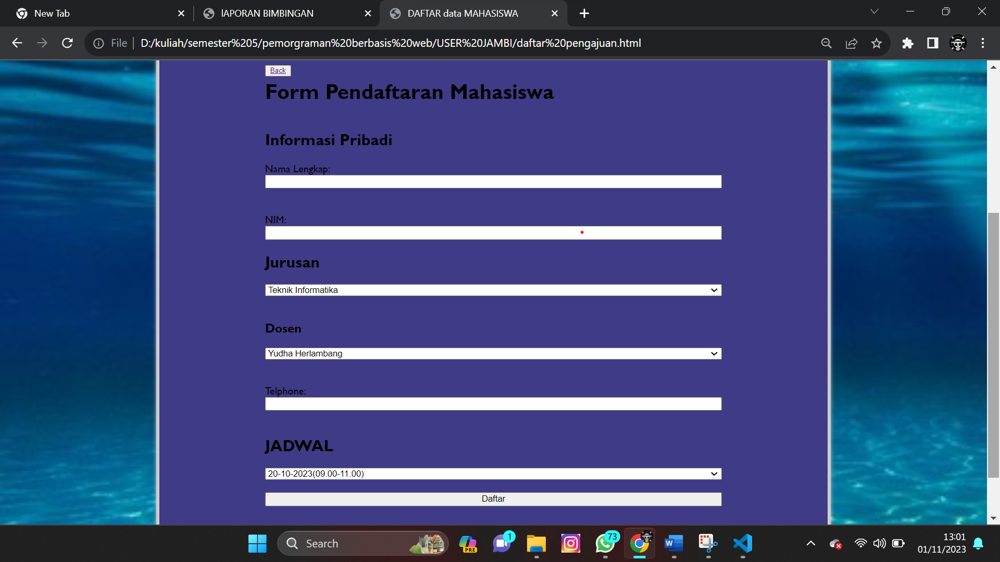 New Tab
lAPORAN BIMBINGAN
DAFTAR data MAHASISWA
File
D:/kuliah/semester%205/pemorgraman%20berbasis%20web/USER%20JAMBI/daftar%20pengajuan.html
Back
Form Pendaftaran Mahasiswa
Informasi Pribadi
Nama Lengkap:
NIM:
Jurusan
Teknik Informatika
Dosen
Yudha Herlambang
Telphone:
JADWAL
20-10-2023(09.00-11.00)
Daftar
Search
PRE
1
73
W
13:01
01/11/2023